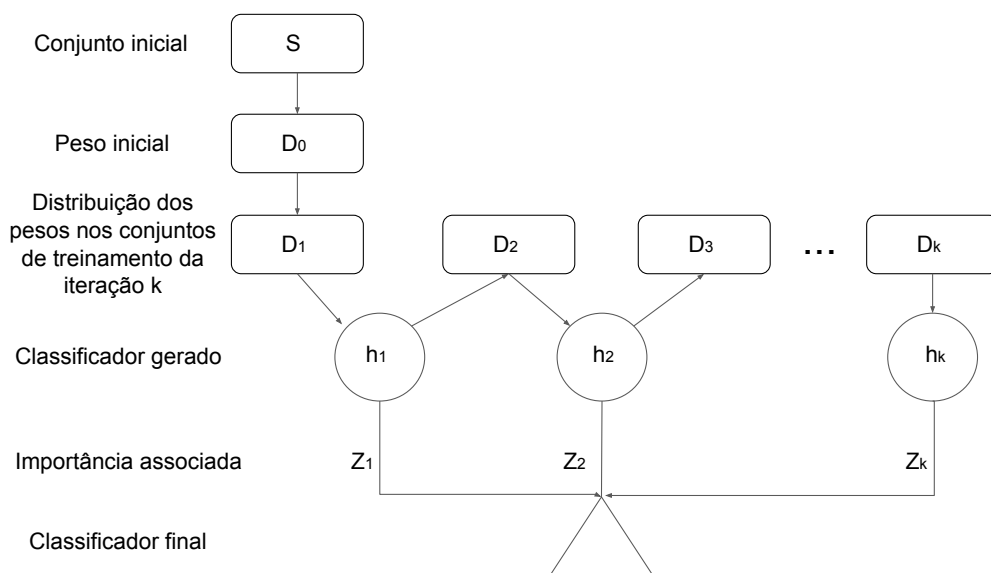 Conjunto inicial
S
Peso inicial
D0
Distribuição dos
pesos nos conjuntos
de treinamento da
iteração k
D1
D2
D3
...
Dk
Classificador gerado
h1
h2
hk
Importância associada
Z1
Z2
Zk
Classificador final